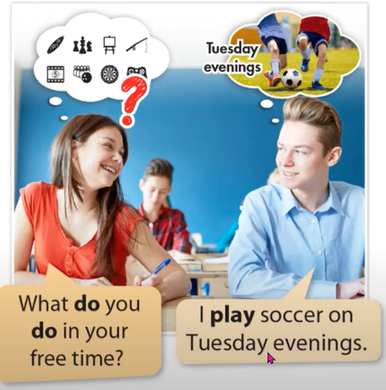 Tuesday
evenings
?
What do you
do in your
free time?
I play soccer on
Tuesday evenings.